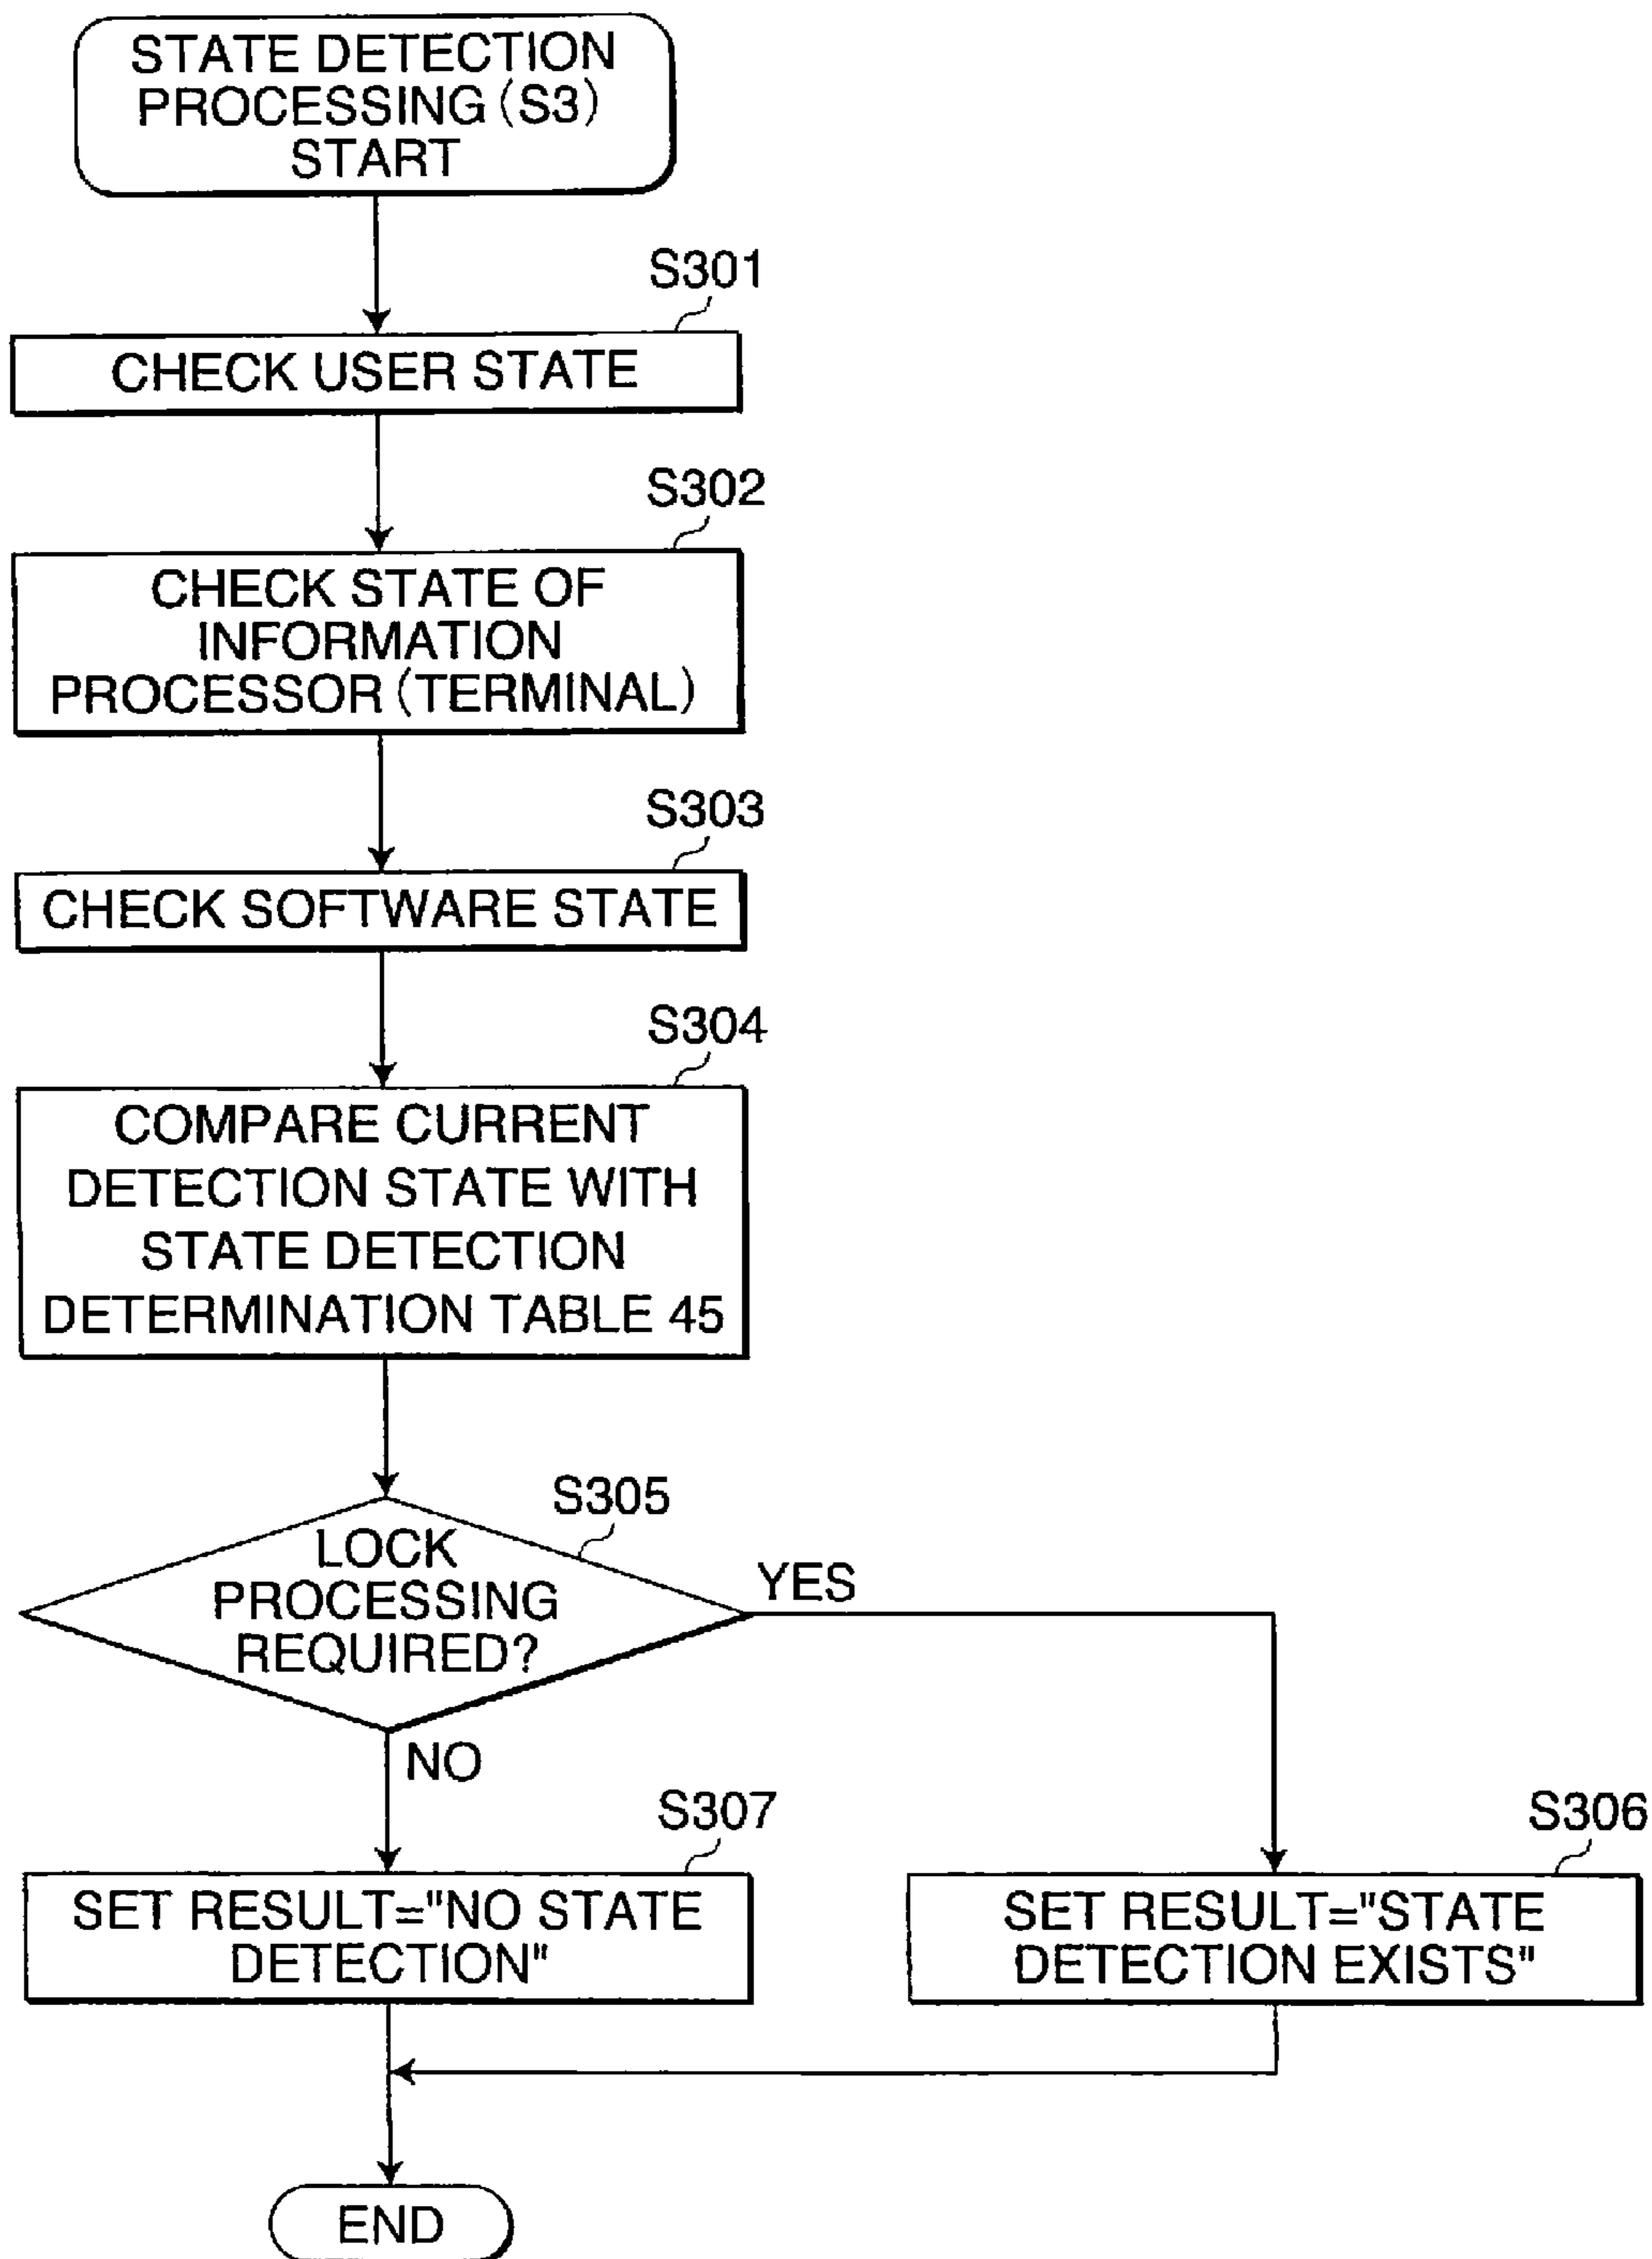 STATE DETECTION
PROCESSING (S3)
START
S301
CHECK USER STATE
S302
CHECK STATE OF
INFORMATION
PROCESSOR (TERMINAL)
S303
CHECK SOFTWARE STATE
S304
COMPARE CURRENT
DETECTION STATE WITH
STATE DETECTION
DETERMINATION TABLE 45
S305
LOCK
PROCESSING
REQUIRED?
YES
NO
S307
SET RESULT="NO STATE
DETECTION"
S306
SET RESULT="STATE
DETECTION EXISTS"
END